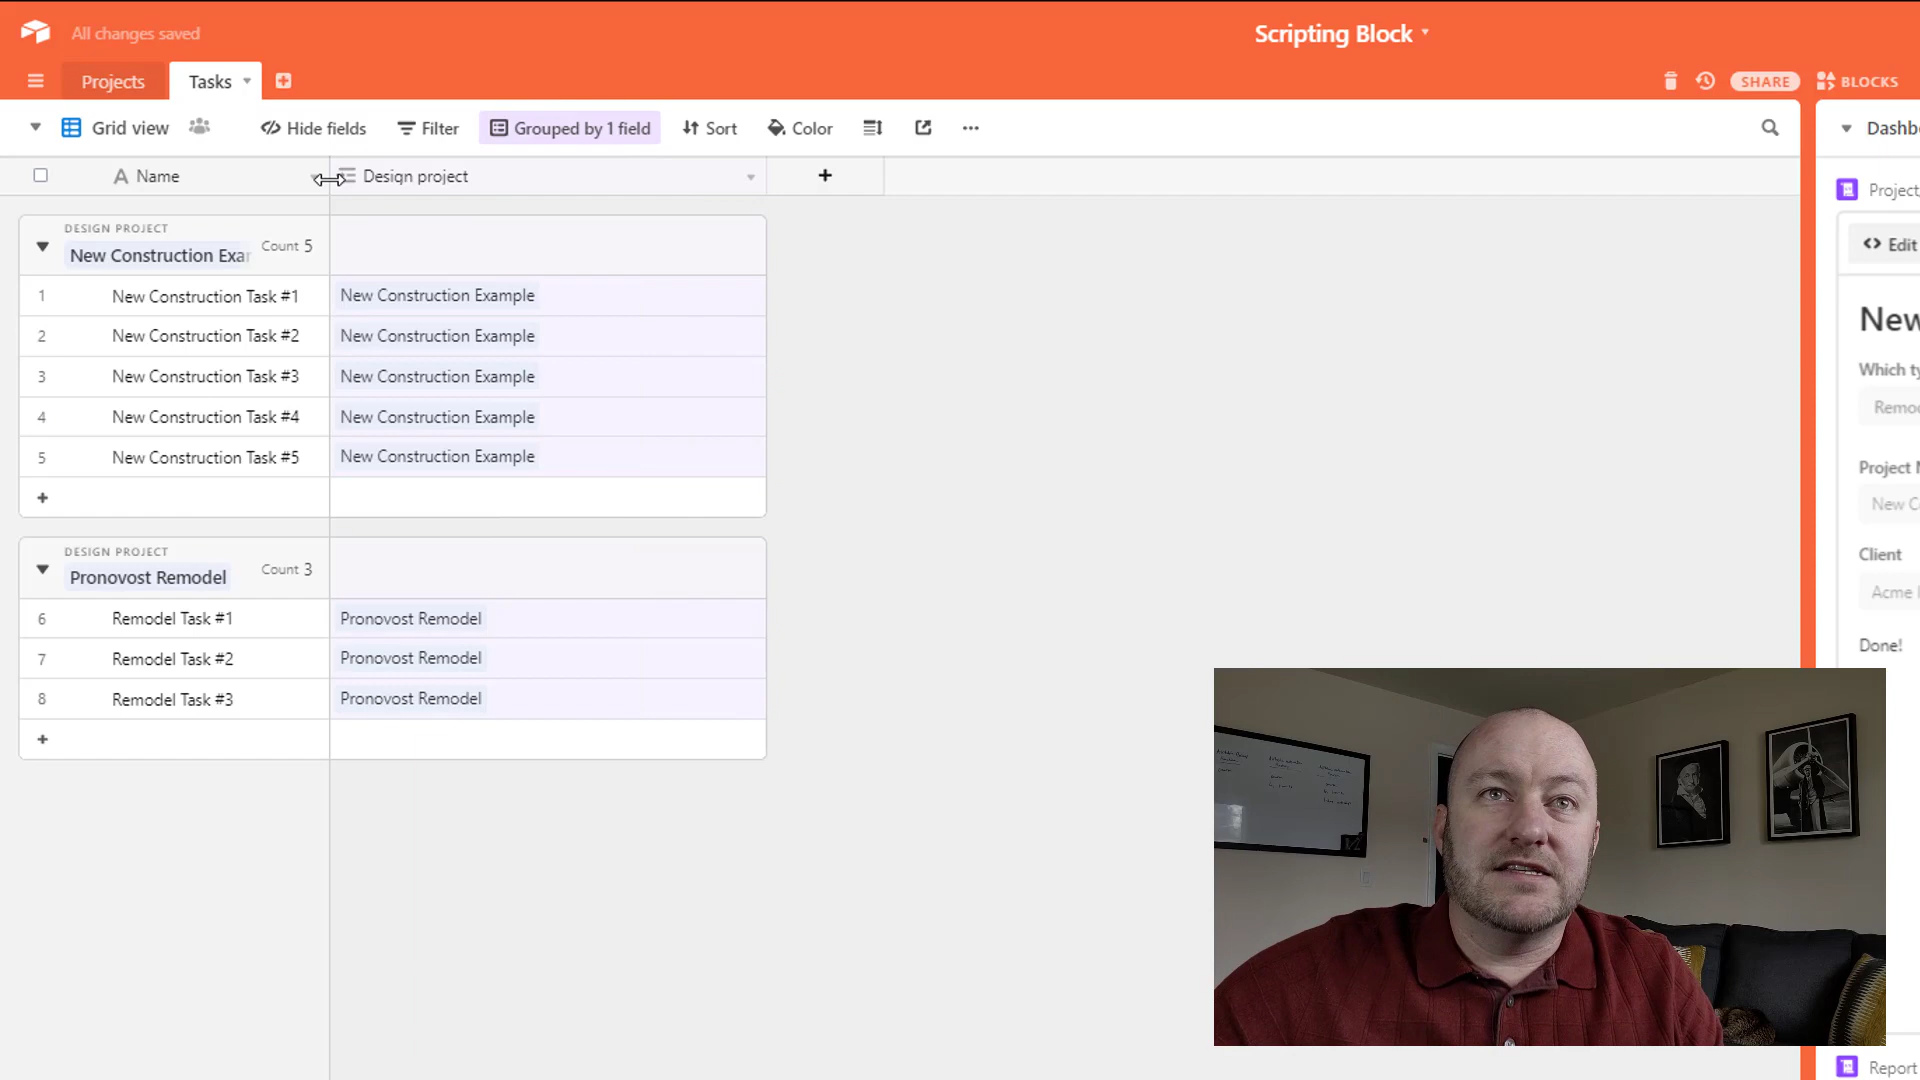 All changes saved
Scripting Block
Projects
Tasks
SHARE
BLOCKS
Grid view
Hide fields
Filter
Grouped by 1 field
Sort
Color
Dashb
Name
Design project
Project
DESIGN PROJECT
New Construction Exa
Count 5
Edit
1 New Construction Task #1 New Construction Example
2 New Construction Task #2 New Construction Example
3 New Construction Task #3 New Construction Example
4 New Construction Task #4 New Construction Example
5 New Construction Task #5 New Construction Example
New
Which ty
Remo
Project N
New Co
Client
Acme
Done!
DESIGN PROJECT
Pronovost Remodel
Count 3
6 Remodel Task #1 Pronovost Remodel
7 Remodel Task #2 Pronovost Remodel
8 Remodel Task #3 Pronovost Remodel
Report